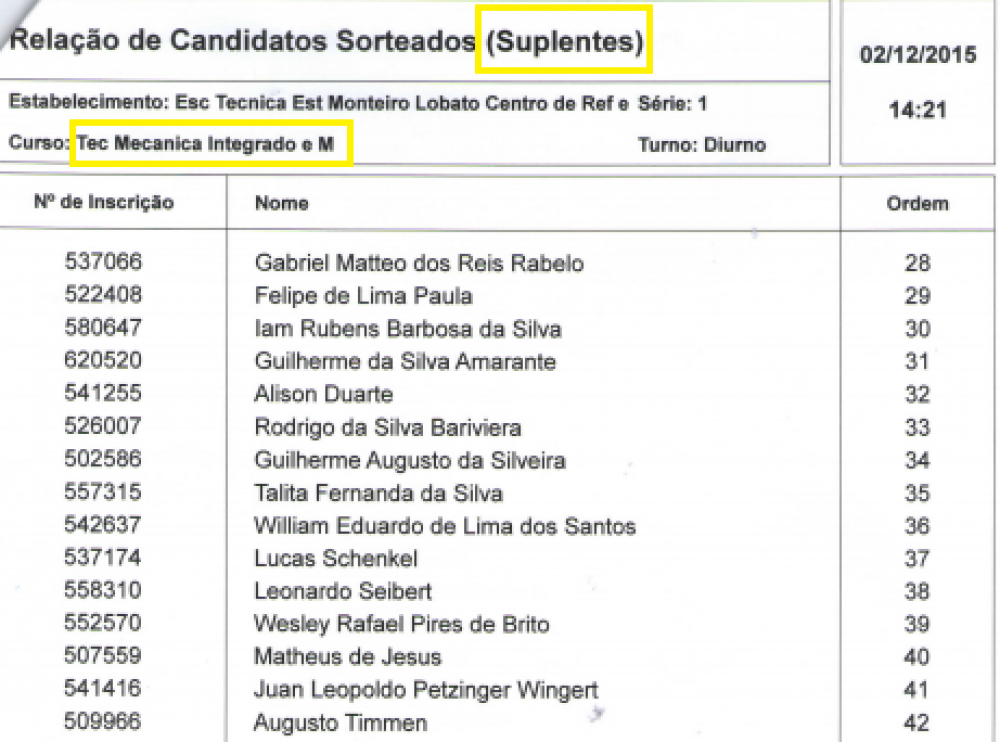 Relação de Candidatos Sorteados (Suplentes)
02/12/2015
14:21
Estabelecimento: Esc Tecnica Est Monteiro Lobato Centro de Ref e Série: 1
Curso: Tec Mecanica Integrado e M Turno: Diurno
Nº de Inscrição Nome Ordem
537066 Gabriel Matteo dos Reis Rabelo 28
522408 Felipe de Lima Paula 29
580647 Iam Rubens Barbosa da Silva 30
620520 Guilherme da Silva Amarante 31
541255 Alison Duarte 32
526007 Rodrigo da Silva Bariviera 33
502586 Guilherme Augusto da Silveira 34
557315 Talita Fernanda da Silva 35
542637 William Eduardo de Lima dos Santos 36
537174 Lucas Schenkel 37
558310 Leonardo Seibert 38
552570 Wesley Rafael Pires de Brito 39
507559 Matheus de Jesus 40
541416 Juan Leopoldo Petzinger Wingert 41
509966 Augusto Timmen 42